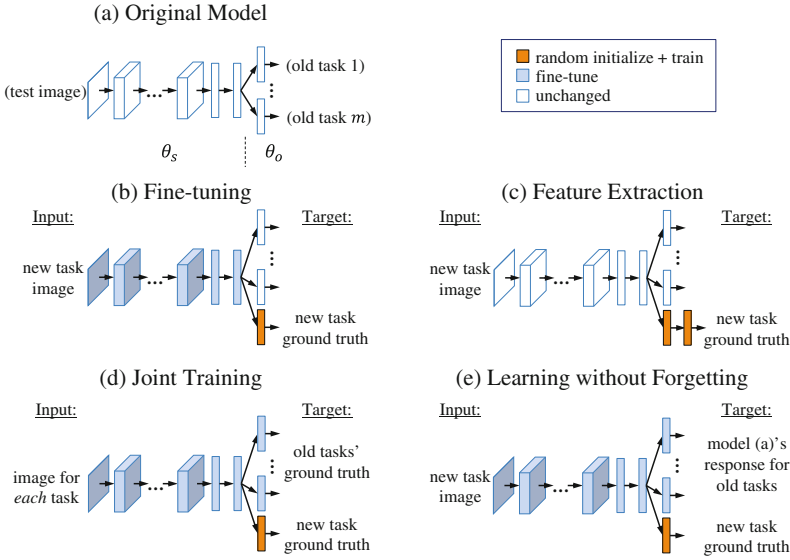 (a) Original Model
(test image)
...
(old task 1)
...
(old task m)
θs
θo
random initialize + train
fine-tune
unchanged
(b) Fine-tuning
Input:
Target:
new task
image
...
...
new task
ground truth
(c) Feature Extraction
Input:
Target:
new task
image
...
...
new task
ground truth
(d) Joint Training
Input:
Target:
image for
each task
...
old tasks'
ground truth
...
new task
ground truth
(e) Learning without Forgetting
Input:
Target:
new task
image
...
model (a)'s
response for
old tasks
...
new task
ground truth